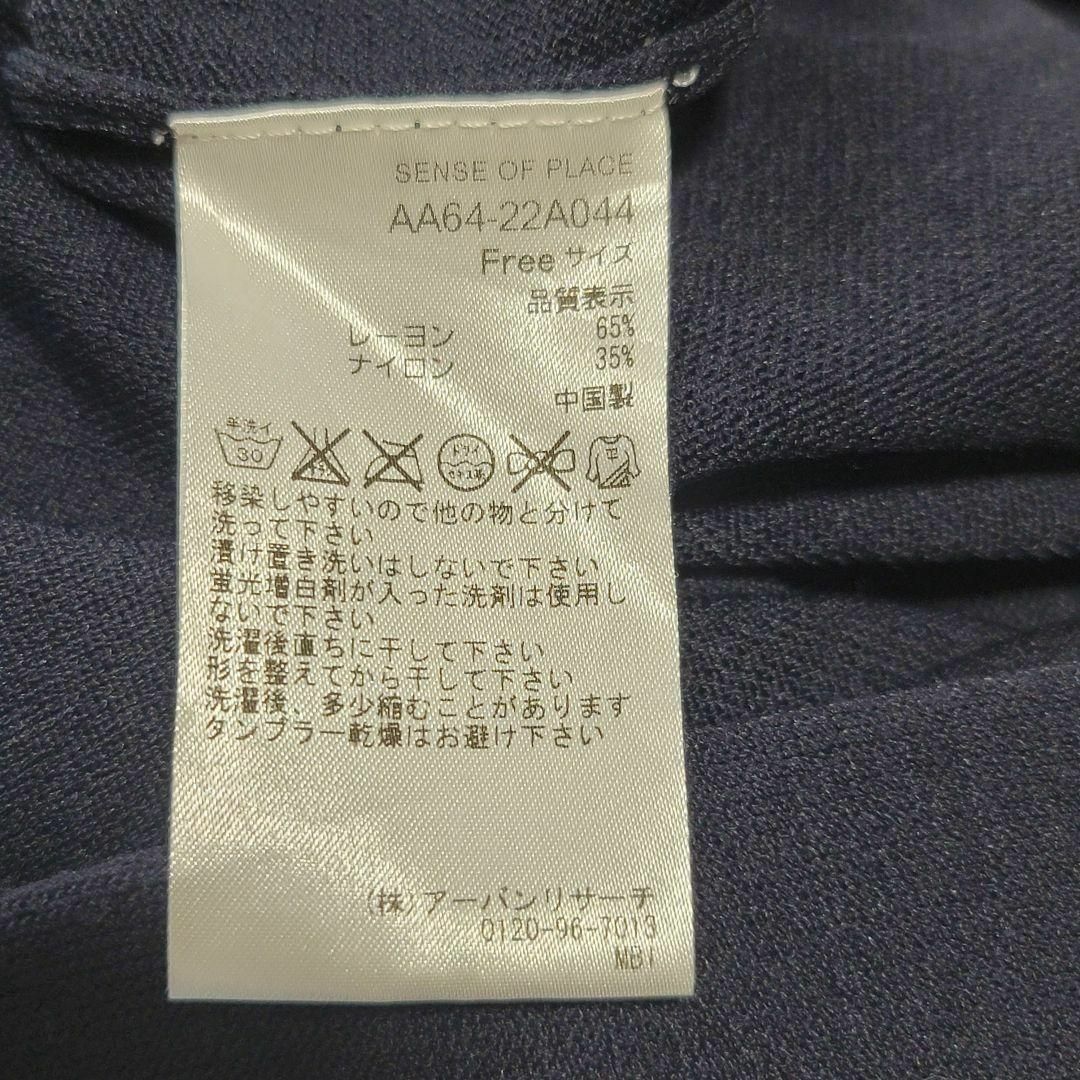 SENSE OF PLACE
AA64-22A044
Free サイズ
品質表示
レーヨン 65%
ナイロン 35%
中国製
手洗イ
30
ドライ
移染しやすいので他の物と分けて
洗って下さい
漬け置き洗いはしないで下さい
蛍光増白剤が入った洗剤は使用し
ないで下さい
洗濯後直ちに干して下さい
形を整えてから干して下さい
洗濯後、多少縮むことがあります
タンブラー乾燥はお避け下さい
(株)アーバンリサーチ
0120-96-7013
MB1